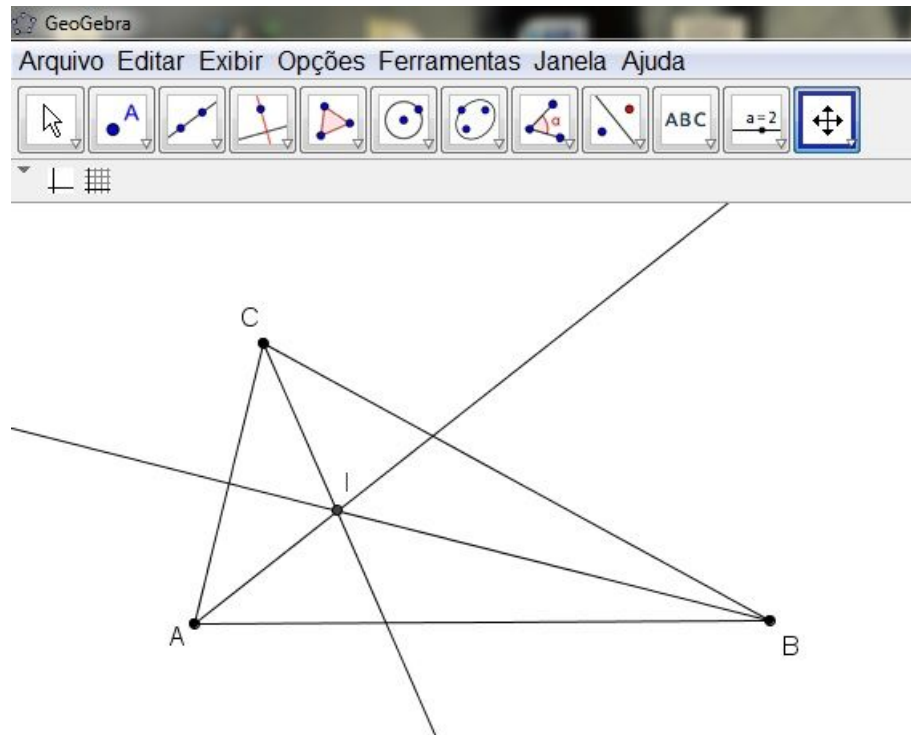 GeoGebra
Arquivo Editar Exibir Opções Ferramentas Janela Ajuda
A α ABC a=2
C
I
A
B